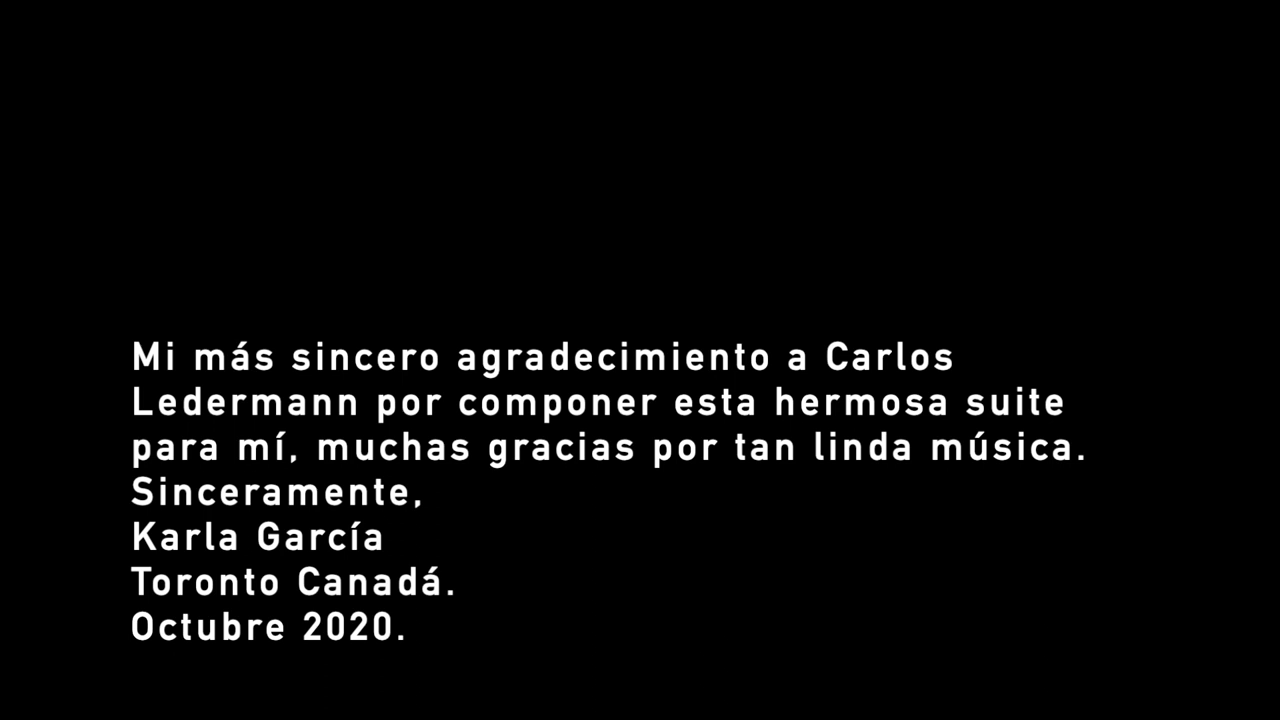 Mi más sincero agradecimiento a Carlos
Ledermann por componer esta hermosa suite
para mí, muchas gracias por tan linda música.
Sinceramente,
Karla García
Toronto Canadá.
Octubre 2020.